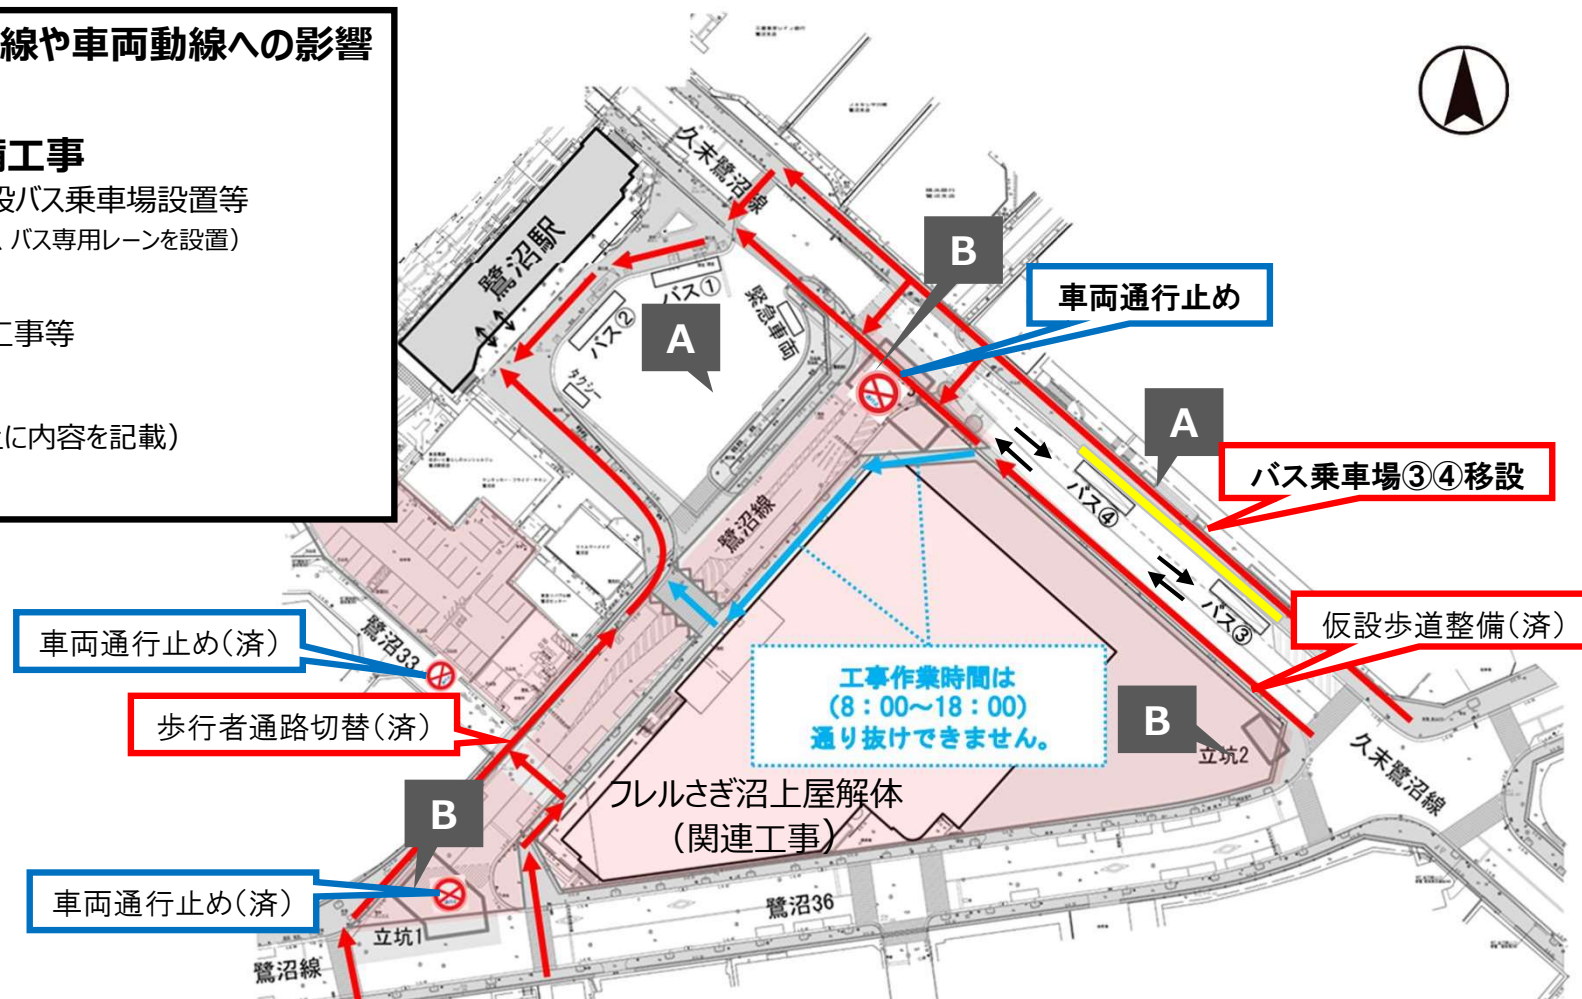 線や車両動線への影響
工事
設バス乗車場設置等
、バス専用レーンを設置）
工事等
上に内容を記載）
久末鷺沼線
鷺沼駅
バス①
バス②
緊急車両
タクシー
A
B
車両通行止め
A
バス乗車場③④移設
バス④
バス③
鷺沼線
仮設歩道整備(済)
車両通行止め(済)
鷺沼33
歩行者通路切替(済)
工事作業時間は
(8：00～18：00)
通り抜けできません。
B
立坑2
久末鷺沼線
フレルさぎ沼上屋解体
（関連工事）
B
車両通行止め(済)
立坑1
鷺沼36
鷺沼線